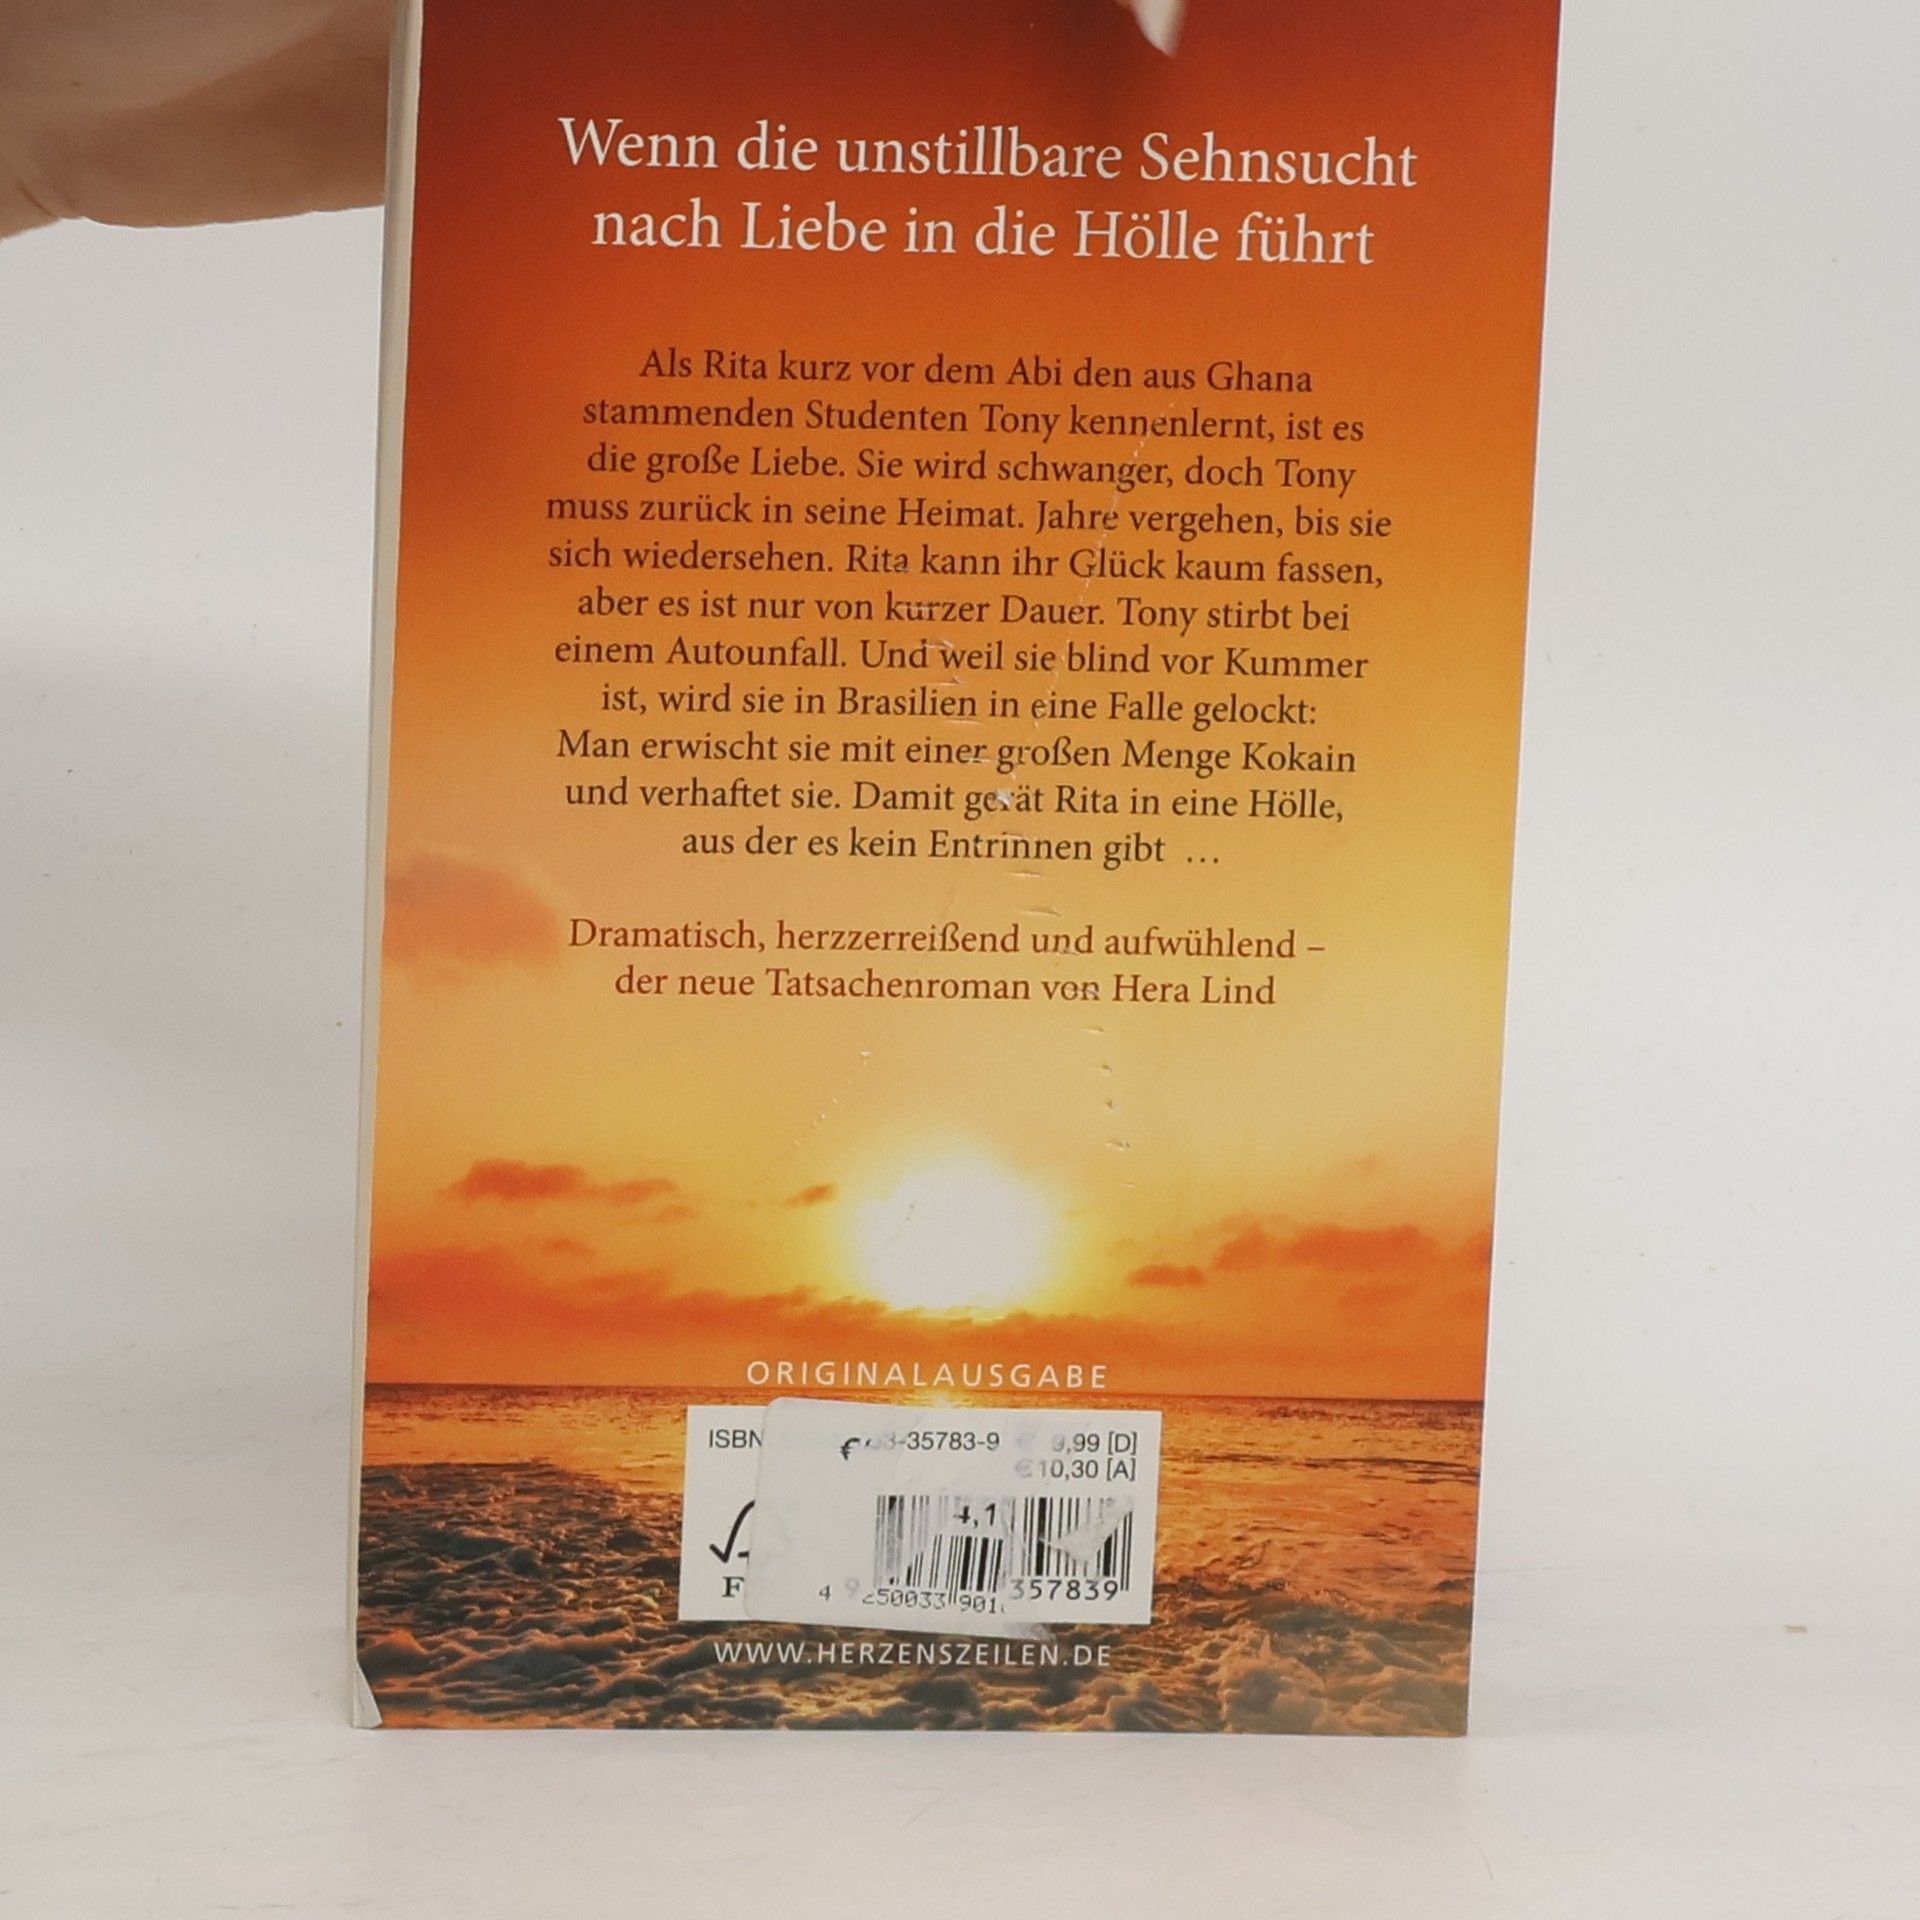 Wenn die unstillbare Sehnsucht
nach Liebe in die Hölle führt
Als Rita kurz vor dem Abi den aus Ghana
stammenden Studenten Tony kennenlernt, ist es
die große Liebe. Sie wird schwanger, doch Tony
muss zurück in seine Heimat. Jahre vergehen, bis sie
sich wiedersehen. Rita kann ihr Glück kaum fassen,
aber es ist nur von kurzer Dauer. Tony stirbt bei
einem Autounfall. Und weil sie blind vor Kummer
ist, wird sie in Brasilien in eine Falle gelockt:
Man erwischt sie mit einer großen Menge Kokain
und verhaftet sie. Damit gerät Rita in eine Hölle,
aus der es kein Entrinnen gibt ...
Dramatisch, herzzerreißend und aufwühlend –
der neue Tatsachenroman von Hera Lind
ORIGINALAUSGABE
ISBN -35783-9 9,99 [D]
€ 10,30 [A]
4,1
357839
WWW.HERZENSZEILEN.DE